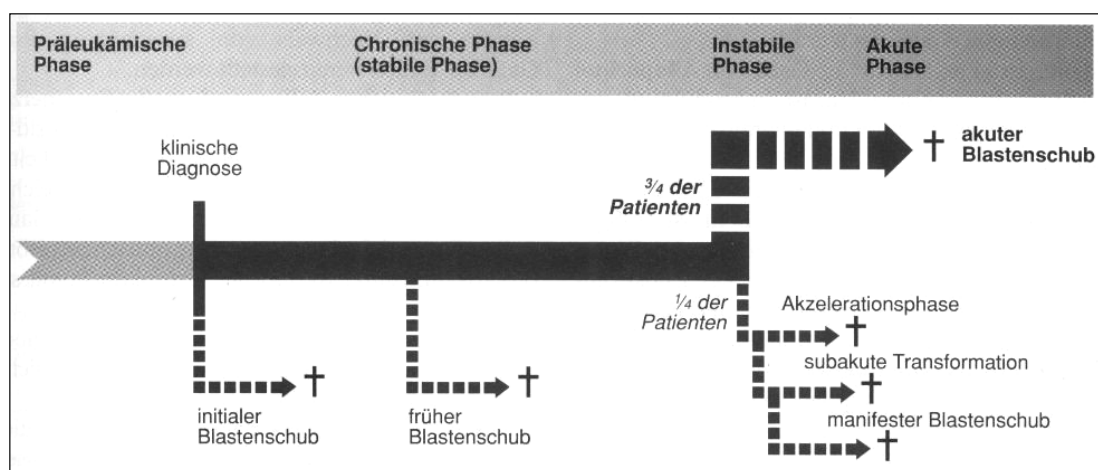 Präleukämische
Phase
Chronische Phase
(stabile Phase)
Instabile
Phase
Akute
Phase
klinische
Diagnose
akuter
Blastenschub
¾ der
Patienten
¼ der
Patienten
Akzelerationsphase
subakute Transformation
manifester Blastenschub
initialer
Blastenschub
früher
Blastenschub